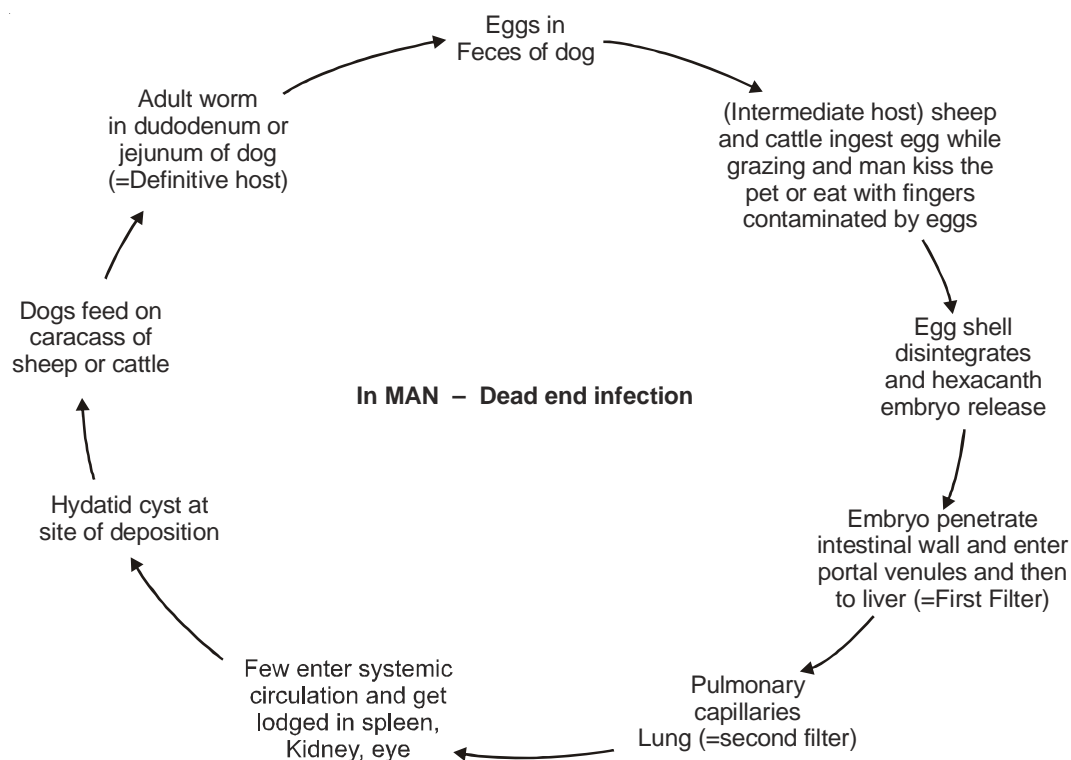 Eggs in
Feces of dog
(Intermediate host) sheep
and cattle ingest egg while
grazing and man kiss the
pet or eat with fingers
contaminated by eggs
Egg shell
disintegrates
and hexacanth
embryo release
Embryo penetrate
intestinal wall and enter
portal venules and then
to liver (=First Filter)
Pulmonary
capillaries
Lung (=second filter)
Few enter systemic
circulation and get
lodged in spleen,
Kidney, eye
Hydatid cyst at
site of deposition
Dogs feed on
caracass of
sheep or cattle
Adult worm
in dudodenum or
jejunum of dog
(=Definitive host)
In MAN – Dead end infection